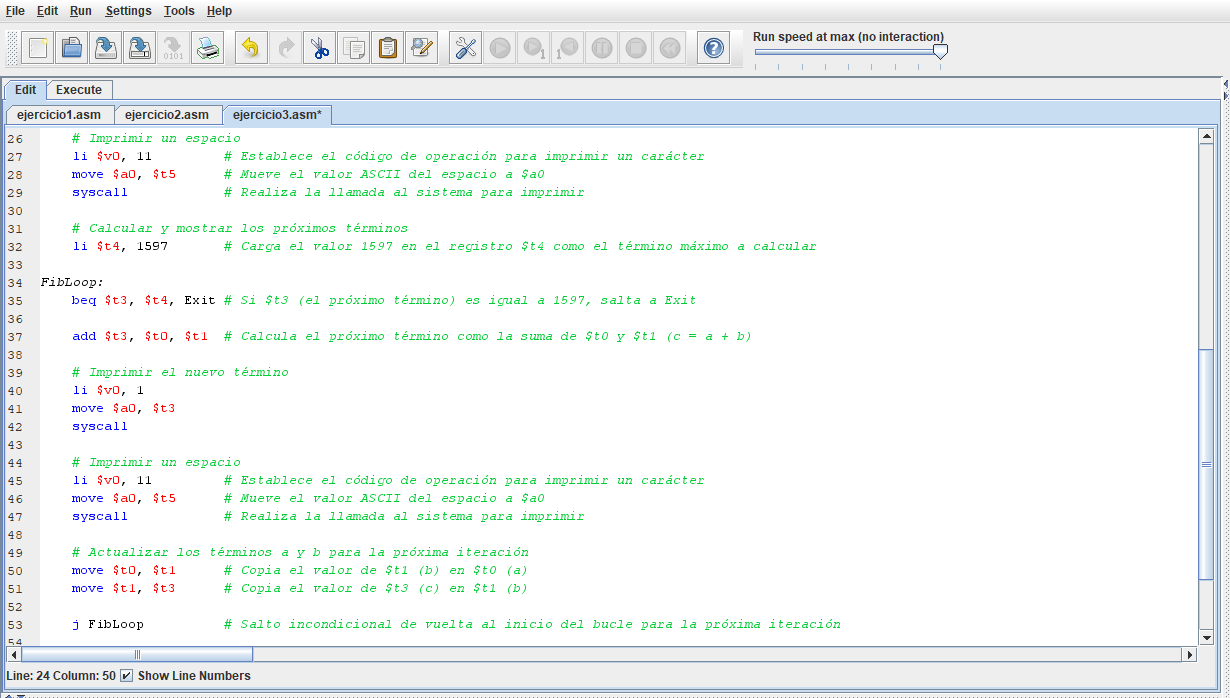 File Edit Run Settings Tools Help
Run speed at max (no interaction)
Edit Execute
ejercicio1.asm ejercicio2.asm ejercicio3.asm*
26 # Imprimir un espacio
27 li $v0, 11 # Establece el código de operación para imprimir un carácter
28 move $a0, $t5 # Mueve el valor ASCII del espacio a $a0
29 syscall # Realiza la llamada al sistema para imprimir
30
31 # Calcular y mostrar los próximos términos
32 li $t4, 1597 # Carga el valor 1597 en el registro $t4 como el término máximo a calcular
33
34 FibLoop:
35 beq $t3, $t4, Exit # Si $t3 (el próximo término) es igual a 1597, salta a Exit
36
37 add $t3, $t0, $t1 # Calcula el próximo término como la suma de $t0 y $t1 (c = a + b)
38
39 # Imprimir el nuevo término
40 li $v0, 1
41 move $a0, $t3
42 syscall
43
44 # Imprimir un espacio
45 li $v0, 11 # Establece el código de operación para imprimir un carácter
46 move $a0, $t5 # Mueve el valor ASCII del espacio a $a0
47 syscall # Realiza la llamada al sistema para imprimir
48
49 # Actualizar los términos a y b para la próxima iteración
50 move $t0, $t1 # Copia el valor de $t1 (b) en $t0 (a)
51 move $t1, $t3 # Copia el valor de $t3 (c) en $t1 (b)
52
53 j FibLoop # Salto incondicional de vuelta al inicio del bucle para la próxima iteración
54
Line: 24 Column: 50 Show Line Numbers